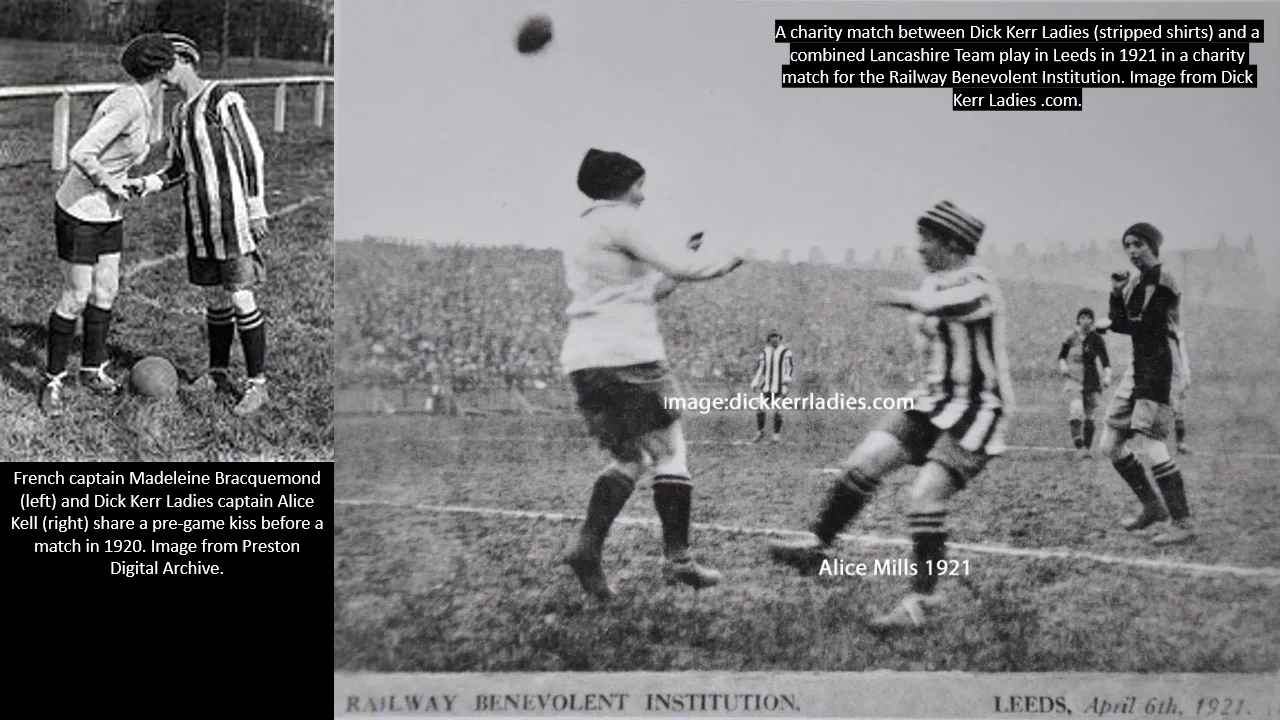 A charity match between Dick Kerr Ladies (stripped shirts) and a
combined Lancashire Team play in Leeds in 1921 in a charity
match for the Railway Benevolent Institution. Image from Dick
Kerr Ladies .com.
image:dickkerrladies.com
Alice Mills 1921
French captain Madeleine Bracquemond
(left) and Dick Kerr Ladies captain Alice
Kell (right) share a pre-game kiss before a
match in 1920. Image from Preston
Digital Archive.
RAILWAY BENEVOLENT INSTITUTION,
LEEDS, April 6th, 1921.